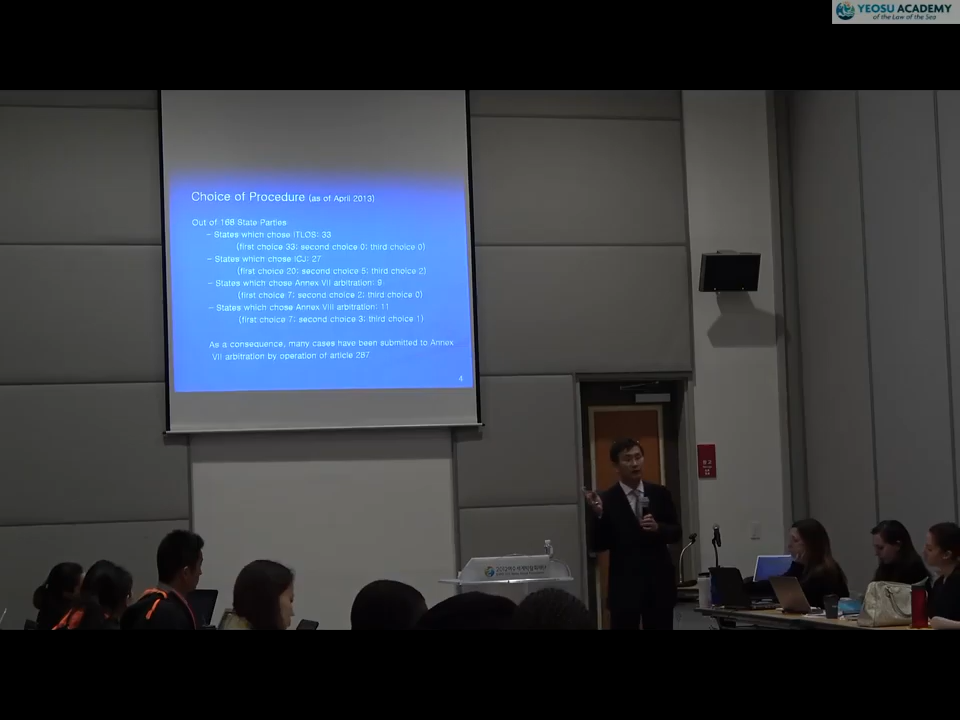 YEOSU ACADEMY
of the Law of the Sea
Choice of Procedure (as of April 2013)
Out of 166 State Parties
– States which chose ITLOS: 33
(first choice 33; second choice 0; third choice 0)
– States which chose ICJ: 27
(first choice 20; second choice 5; third choice 2)
– States which chose Annex VII arbitration: 9
(first choice 7; second choice 2; third choice 0)
– States which chose Annex VIII arbitration: 11
(first choice 7; second choice 3; third choice 1)
As a consequence, many cases have been submitted to Annex
VII arbitration by operation of article 287
4